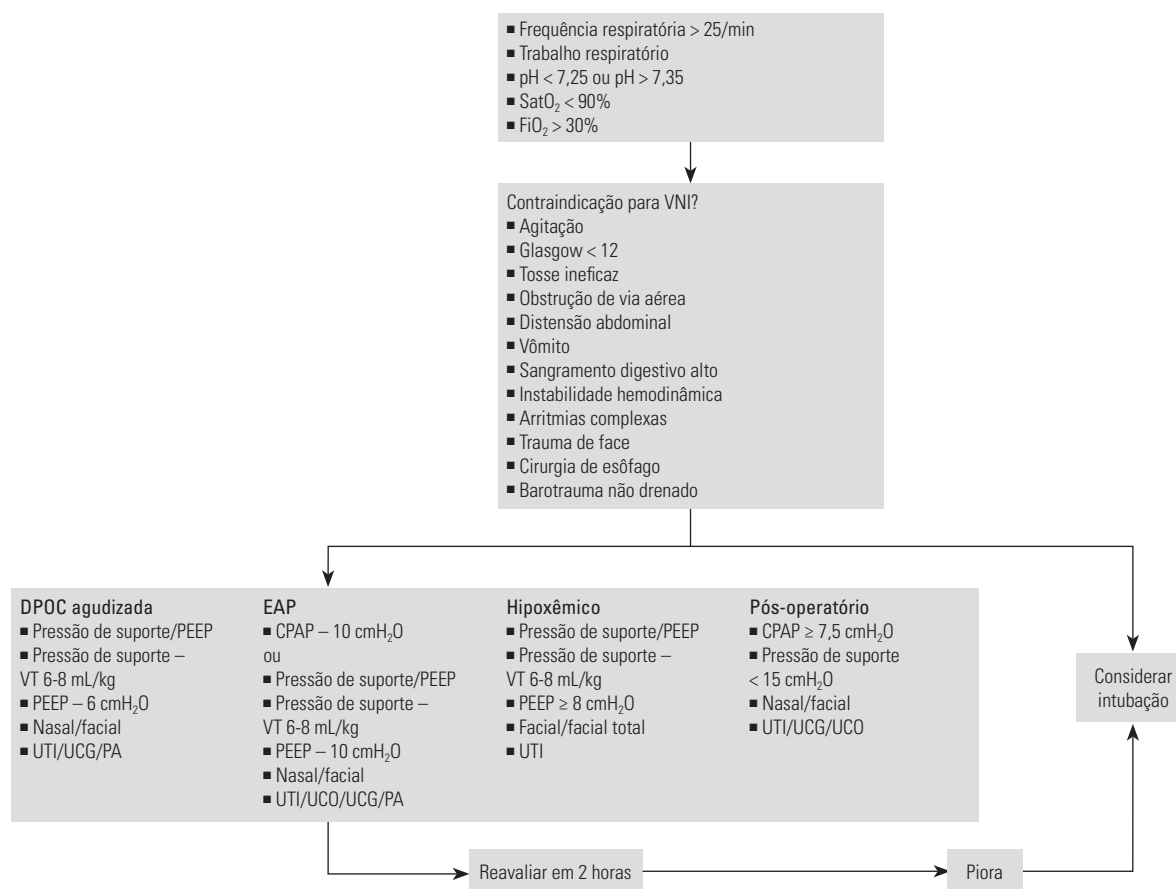 ■ Frequência respiratória > 25/min
■ Trabalho respiratório
■ pH < 7,25 ou pH > 7,35
■ SatO₂ < 90%
■ FiO₂ > 30%
Contraindicação para VNI?
■ Agitação
■ Glasgow < 12
■ Tosse ineficaz
■ Obstrução de via aérea
■ Distensão abdominal
■ Vômito
■ Sangramento digestivo alto
■ Instabilidade hemodinâmica
■ Arritmias complexas
■ Trauma de face
■ Cirurgia de esôfago
■ Barotrauma não drenado
DPOC agudizada
■ Pressão de suporte/PEEP
■ Pressão de suporte –
VT 6-8 mL/kg
■ PEEP – 6 cmH₂O
■ Nasal/facial
■ UTI/UCG/PA
EAP
■ CPAP – 10 cmH₂O
ou
■ Pressão de suporte/PEEP
■ Pressão de suporte –
VT 6-8 mL/kg
■ PEEP – 10 cmH₂O
■ Nasal/facial
■ UTI/UCO/UCG/PA
Hipoxêmico
■ Pressão de suporte/PEEP
■ Pressão de suporte –
VT 6-8 mL/kg
■ PEEP ≥ 8 cmH₂O
■ Facial/facial total
■ UTI
Pós-operatório
■ CPAP ≥ 7,5 cmH₂O
■ Pressão de suporte
< 15 cmH₂O
■ Nasal/facial
■ UTI/UCG/UCO
Considerar
intubação
Reavaliar em 2 horas
Piora